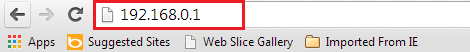 192.168.0.1
Apps Suggested Sites Web Slice Gallery Imported From IE